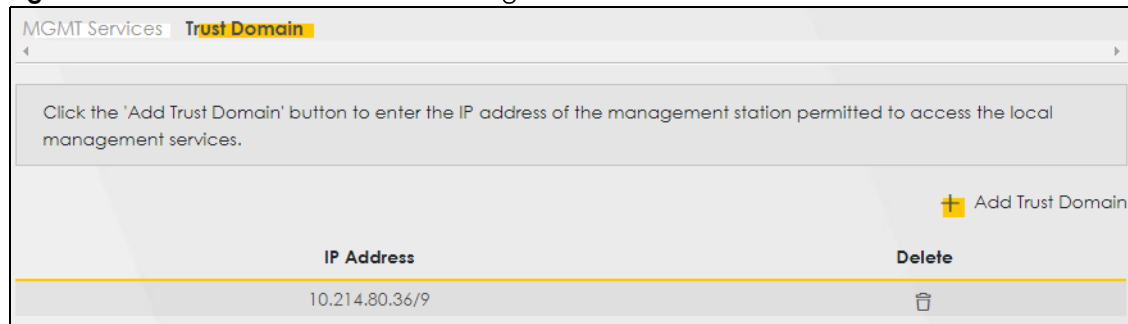 MGMT Services Trust Domain
Click the 'Add Trust Domain' button to enter the IP address of the management station permitted to access the local
management services.
+ Add Trust Domain
IP Address Delete
10.214.80.36/9